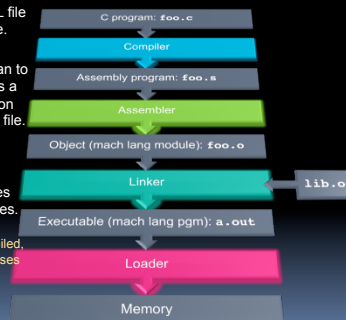 L file
e.
an to
s a
on
file.
es
es.
iled,
ses
C program: foo.c
Compiler
Assembly program: foo.s
Assembler
Object (mach lang module): foo.o
Linker
lib.o
Executable (mach lang pgm): a.out
Loader
Memory